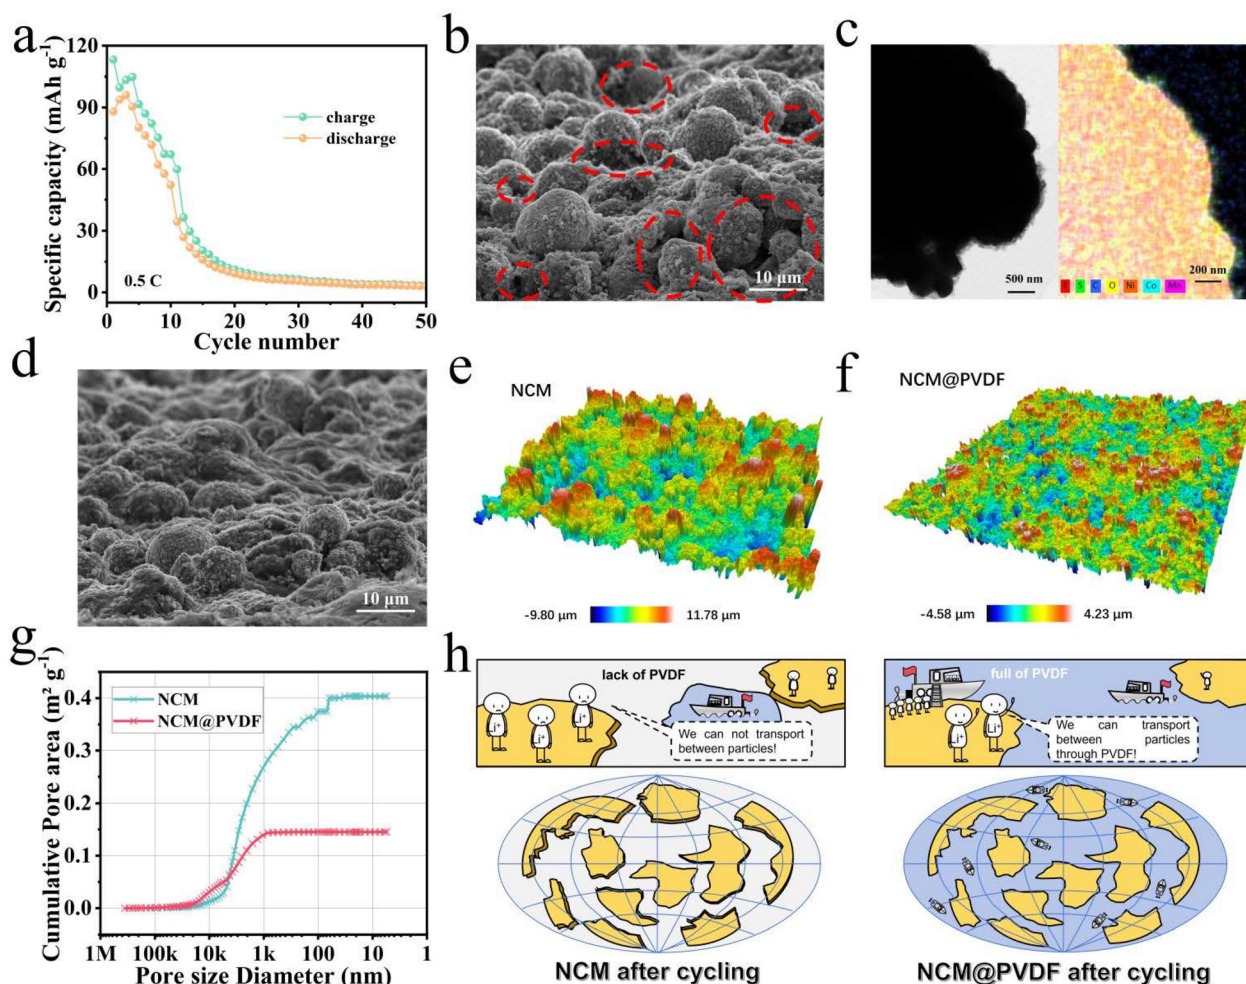 a
Specific capacity (mAh g⁻¹)
120
90
60
30
0
charge
discharge
0.5 C
0
10
20
30
40
50
Cycle number
b
10 μm
c
500 nm
F S C O Ni Co Mn
200 nm
d
10 μm
e
NCM
-9.80 μm
11.78 μm
f
NCM@PVDF
-4.58 μm
4.23 μm
g
Cumulative Pore area (m² g⁻¹)
0.4
0.3
0.2
0.1
0.0
NCM
NCM@PVDF
1M
100k
10k
1k
100
10
1
Pore size Diameter (nm)
h
lack of PVDF
Li⁺
Li⁺
Li⁺
We can not transport
between particles!
NCM after cycling
full of PVDF
Li⁺
Li⁺
We can transport
between particles
through PVDF!
NCM@PVDF after cycling